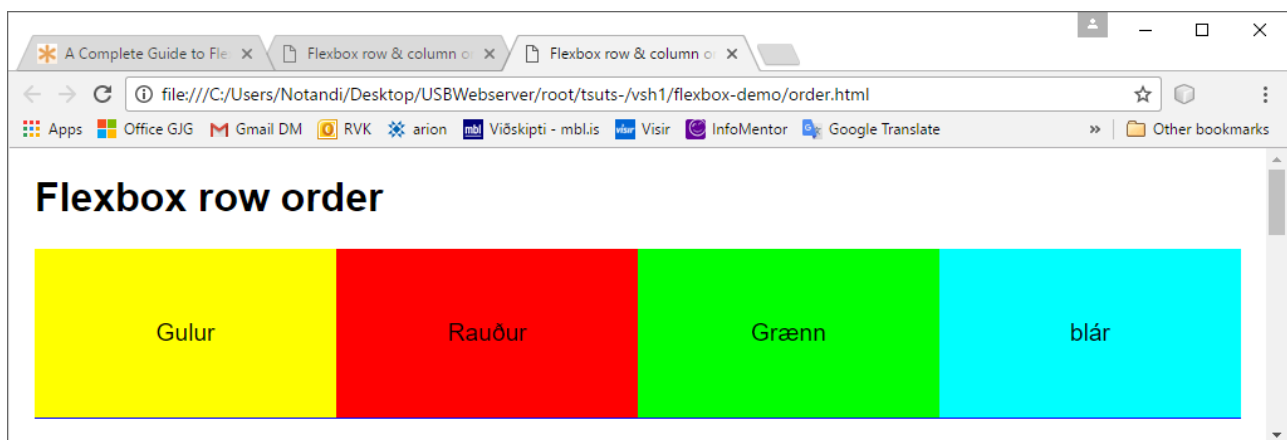 A Complete Guide to Fle
Flexbox row & column or
Flexbox row & column or
file:///C:/Users/Notandi/Desktop/USBWebserver/root/tsuts-/vsh1/flexbox-demo/order.html
Apps Office GJG Gmail DM RVK arion mbl Viðskipti - mbl.is visir Visir InfoMentor Google Translate » Other bookmarks
Flexbox row order
Gulur Rauður Grænn blár